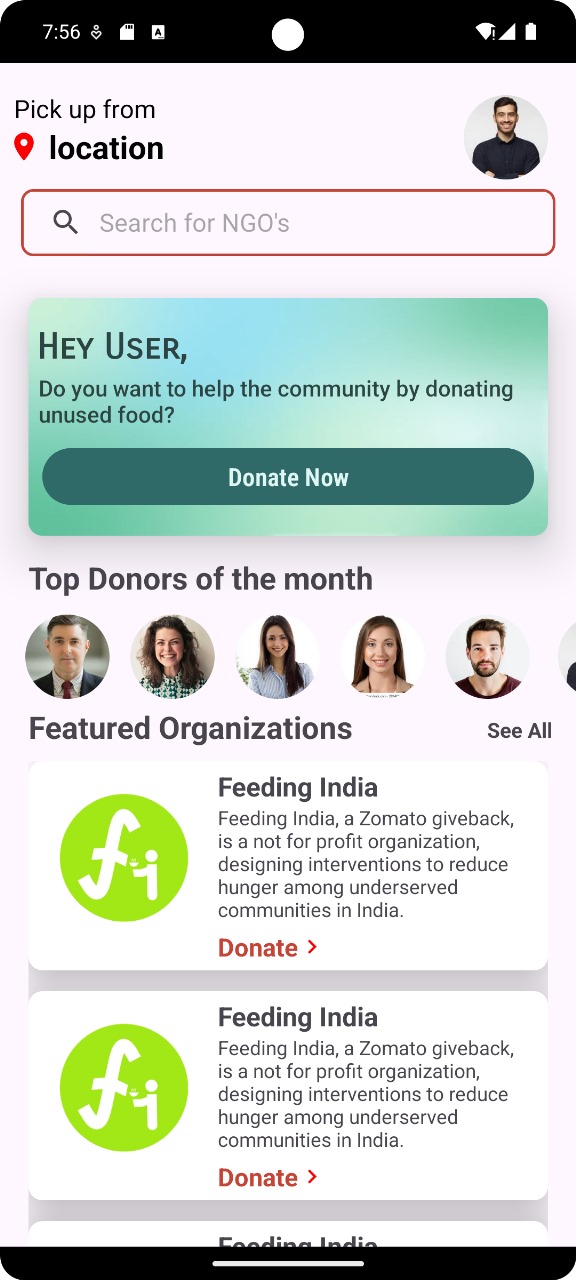 7:56
Pick up from
location
Search for NGO's
HEY USER,
Do you want to help the community by donating
unused food?
Donate Now
Top Donors of the month
Featured Organizations
See All
Feeding India
Feeding India, a Zomato giveback,
is a not for profit organization,
designing interventions to reduce
hunger among underserved
communities in India.
Donate
fi
Feeding India
Feeding India, a Zomato giveback,
is a not for profit organization,
designing interventions to reduce
hunger among underserved
communities in India.
Donate
fi
Feeding India